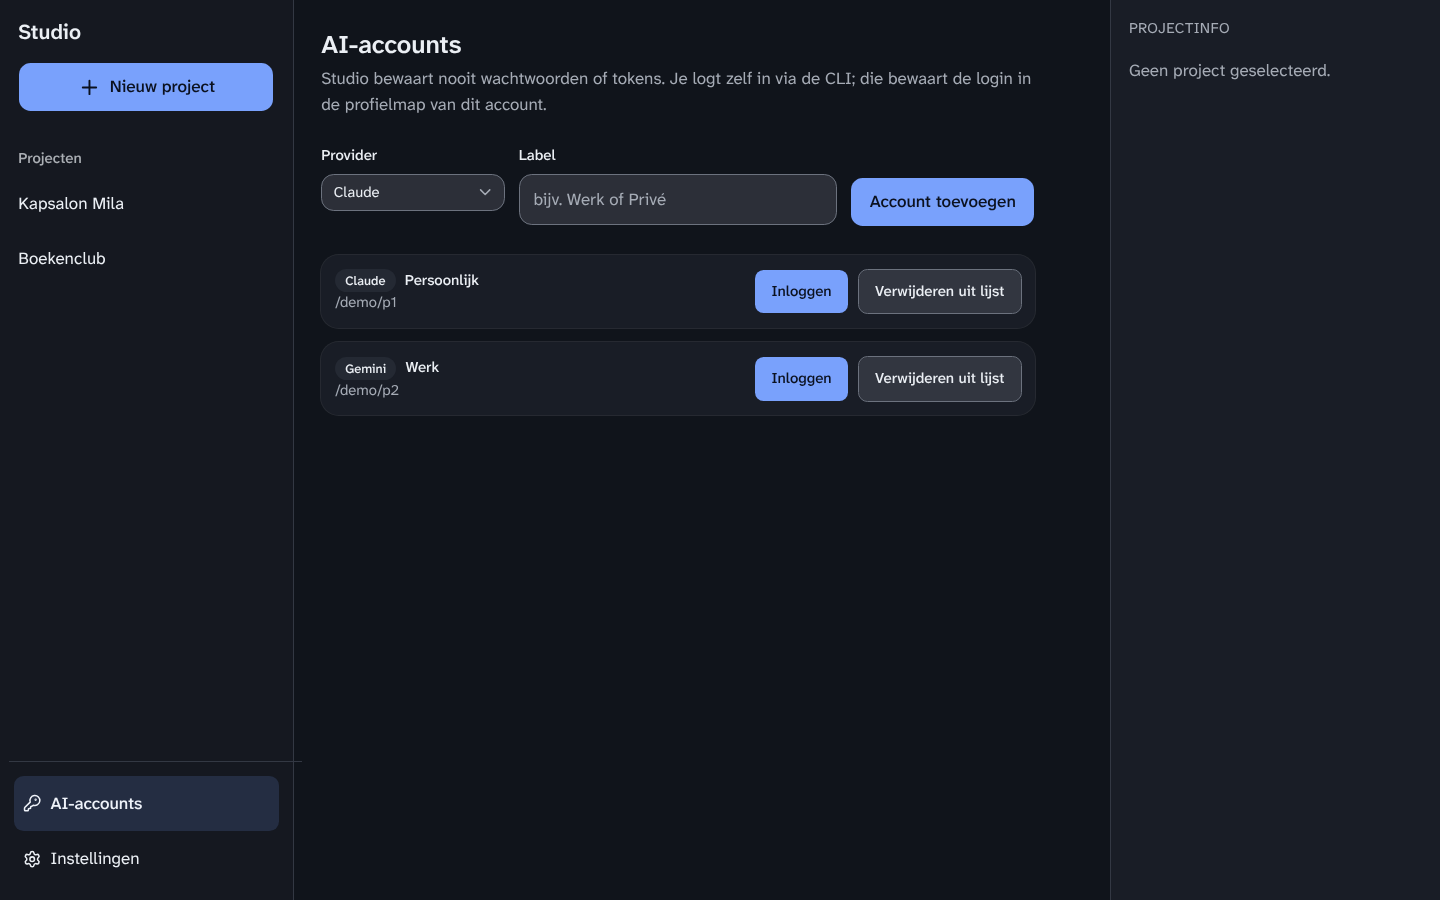 Studio
Nieuw project
Projecten
Kapsalon Mila
Boekenclub
AI-accounts
Instellingen
AI-accounts
Studio bewaart nooit wachtwoorden of tokens. Je logt zelf in via de CLI; die bewaart de login in
de profielmap van dit account.
Provider
Label
Claude
bijv. Werk of Privé
Account toevoegen
Claude Persoonlijk
/demo/p1
Inloggen
Verwijderen uit lijst
Gemini Werk
/demo/p2
Inloggen
Verwijderen uit lijst
PROJECTINFO
Geen project geselecteerd.